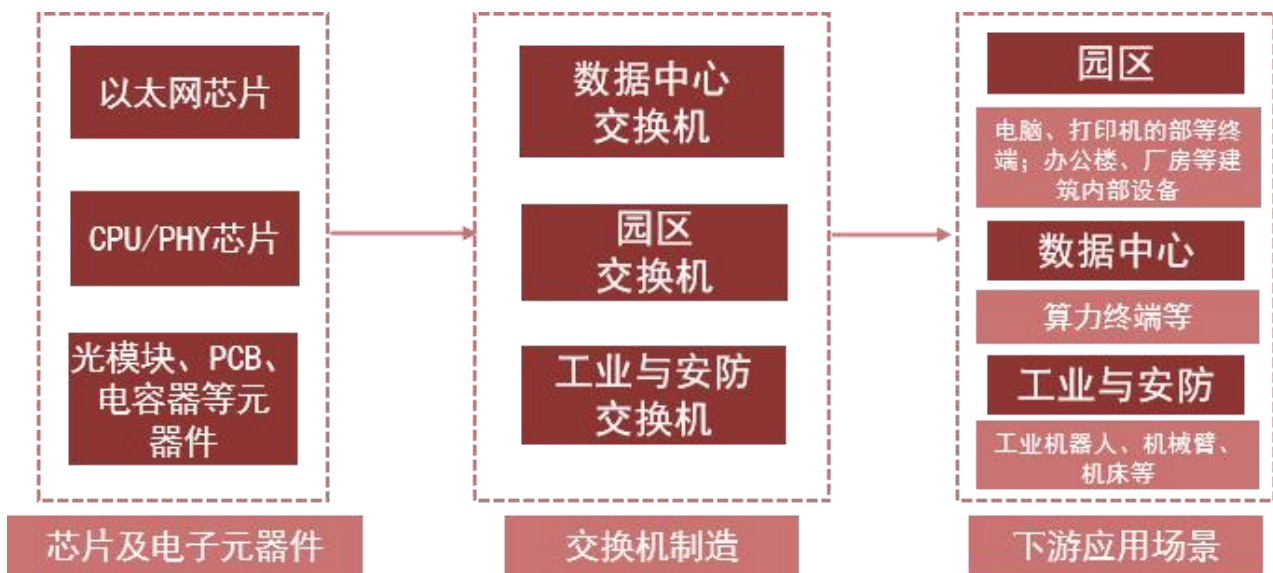 以太网芯片
CPU/PHY芯片
光模块、PCB、
电容器等元
器件
芯片及电子元器件
数据中心
交换机
园区
交换机
工业与安防
交换机
交换机制造
园区
电脑、打印机的部等终
端；办公楼、厂房等建
筑内部设备
数据中心
算力终端等
工业与安防
工业机器人、机械臂、
机床等
下游应用场景